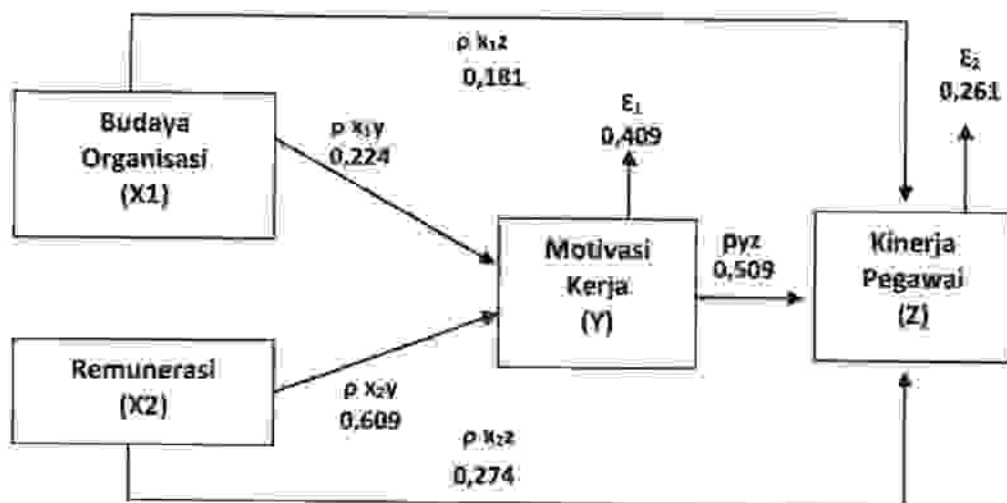 ρ x₁z
0,181
ε₂
0,261
Budaya
Organisasi
(X1)
ρ x₁y
0,224
ε₁
0,409
Motivasi
Kerja
(Y)
ρyz
0,509
Kinerja
Pegawai
(Z)
Remunerasi
(X2)
ρ x₂y
0,609
ρ x₂z
0,274